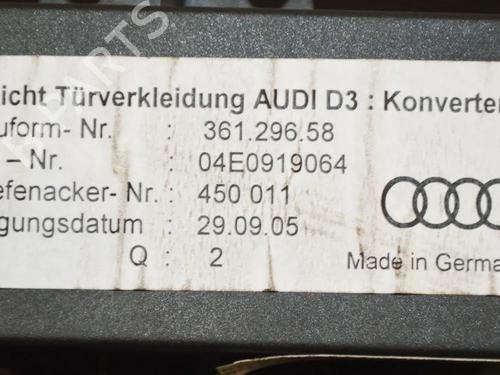 icht Türverkleidung AUDI D3 : Konverter
uform- Nr. : 361.296.58
– Nr. : 04E0919064
efenacker- Nr. : 450 011
gungsdatum : 29.09.05
Q : 2 Made in Germa
PARTS